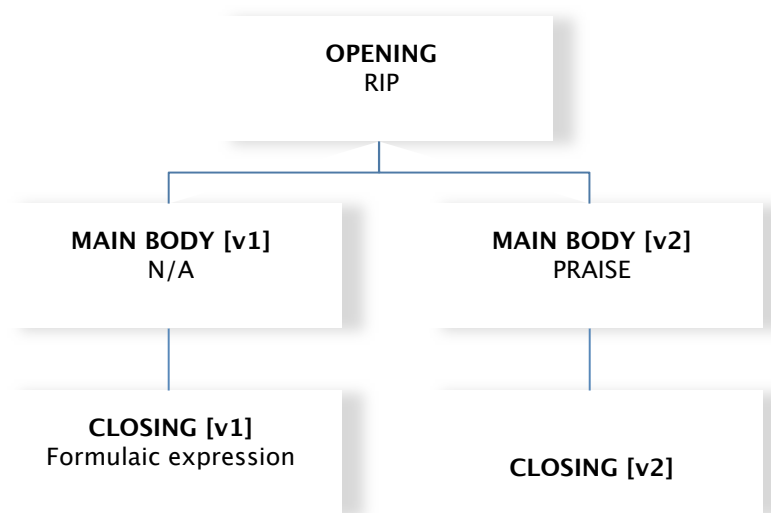 OPENING
RIP
MAIN BODY [v1]
N/A
MAIN BODY [v2]
PRAISE
CLOSING [v1]
Formulaic expression
CLOSING [v2]